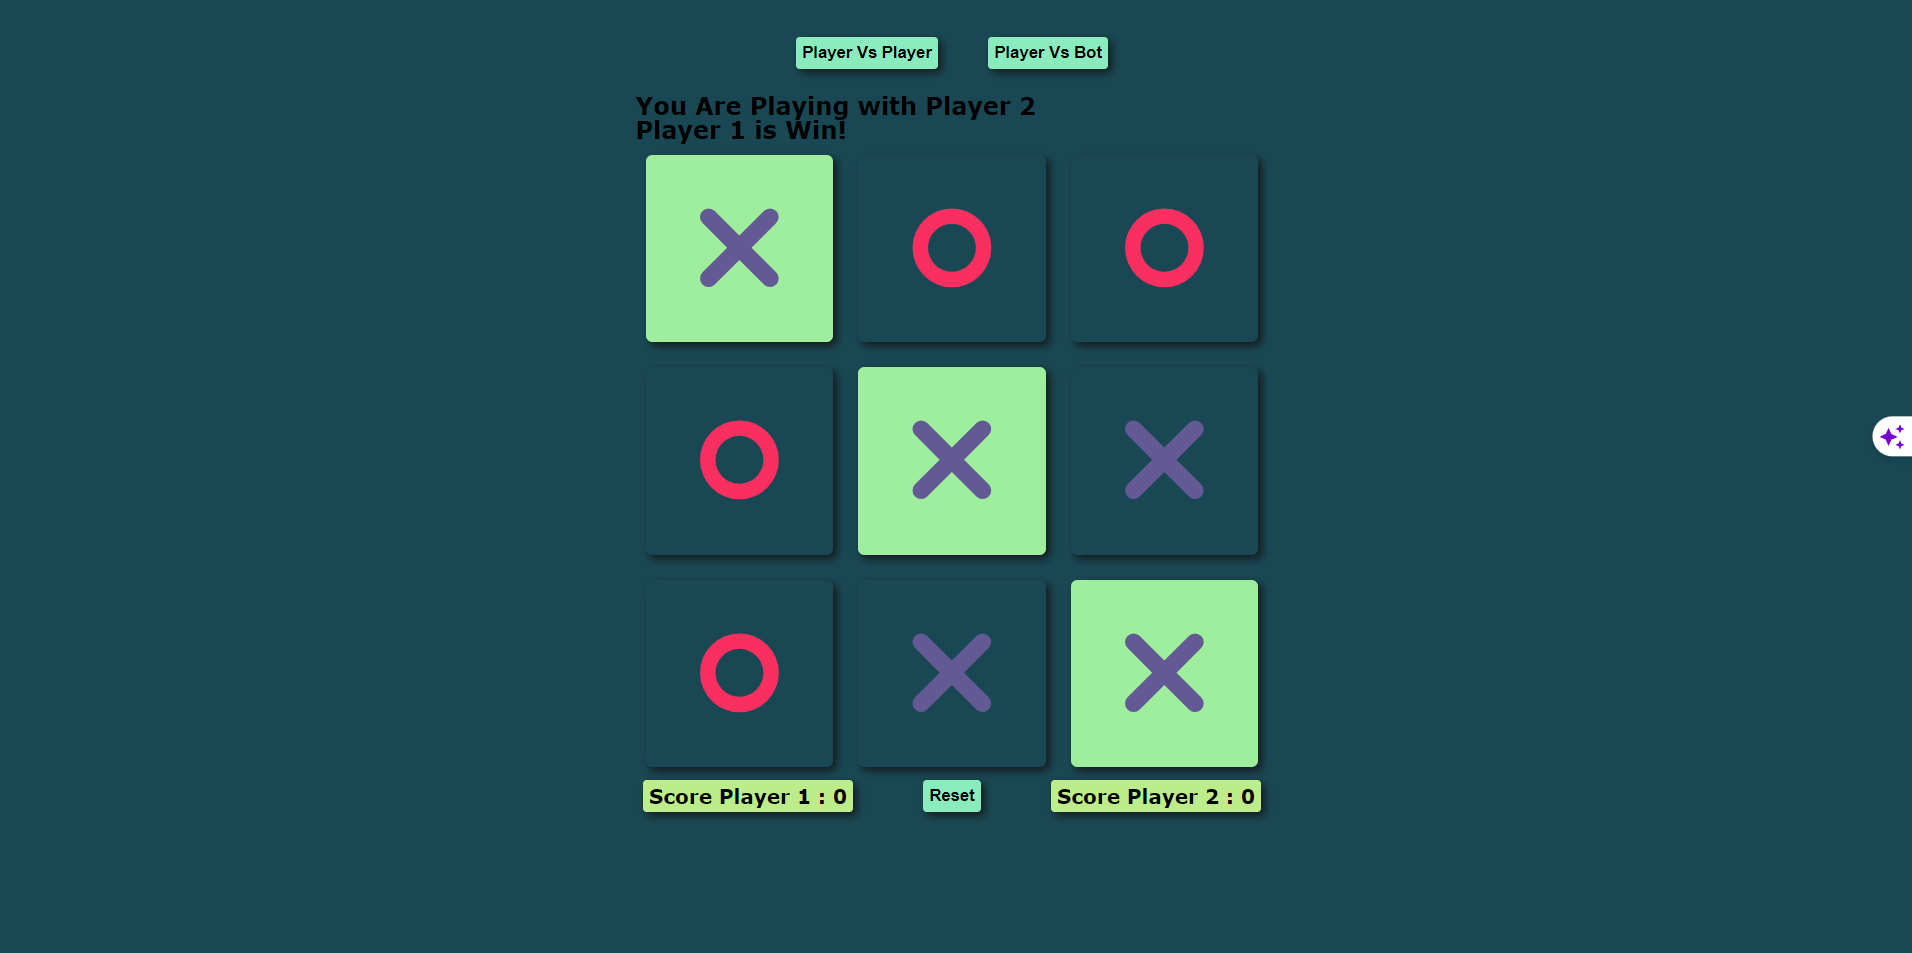 Player Vs Player
Player Vs Bot
You Are Playing with Player 2
Player 1 is Win!
Score Player 1 : 0
Reset
Score Player 2 : 0